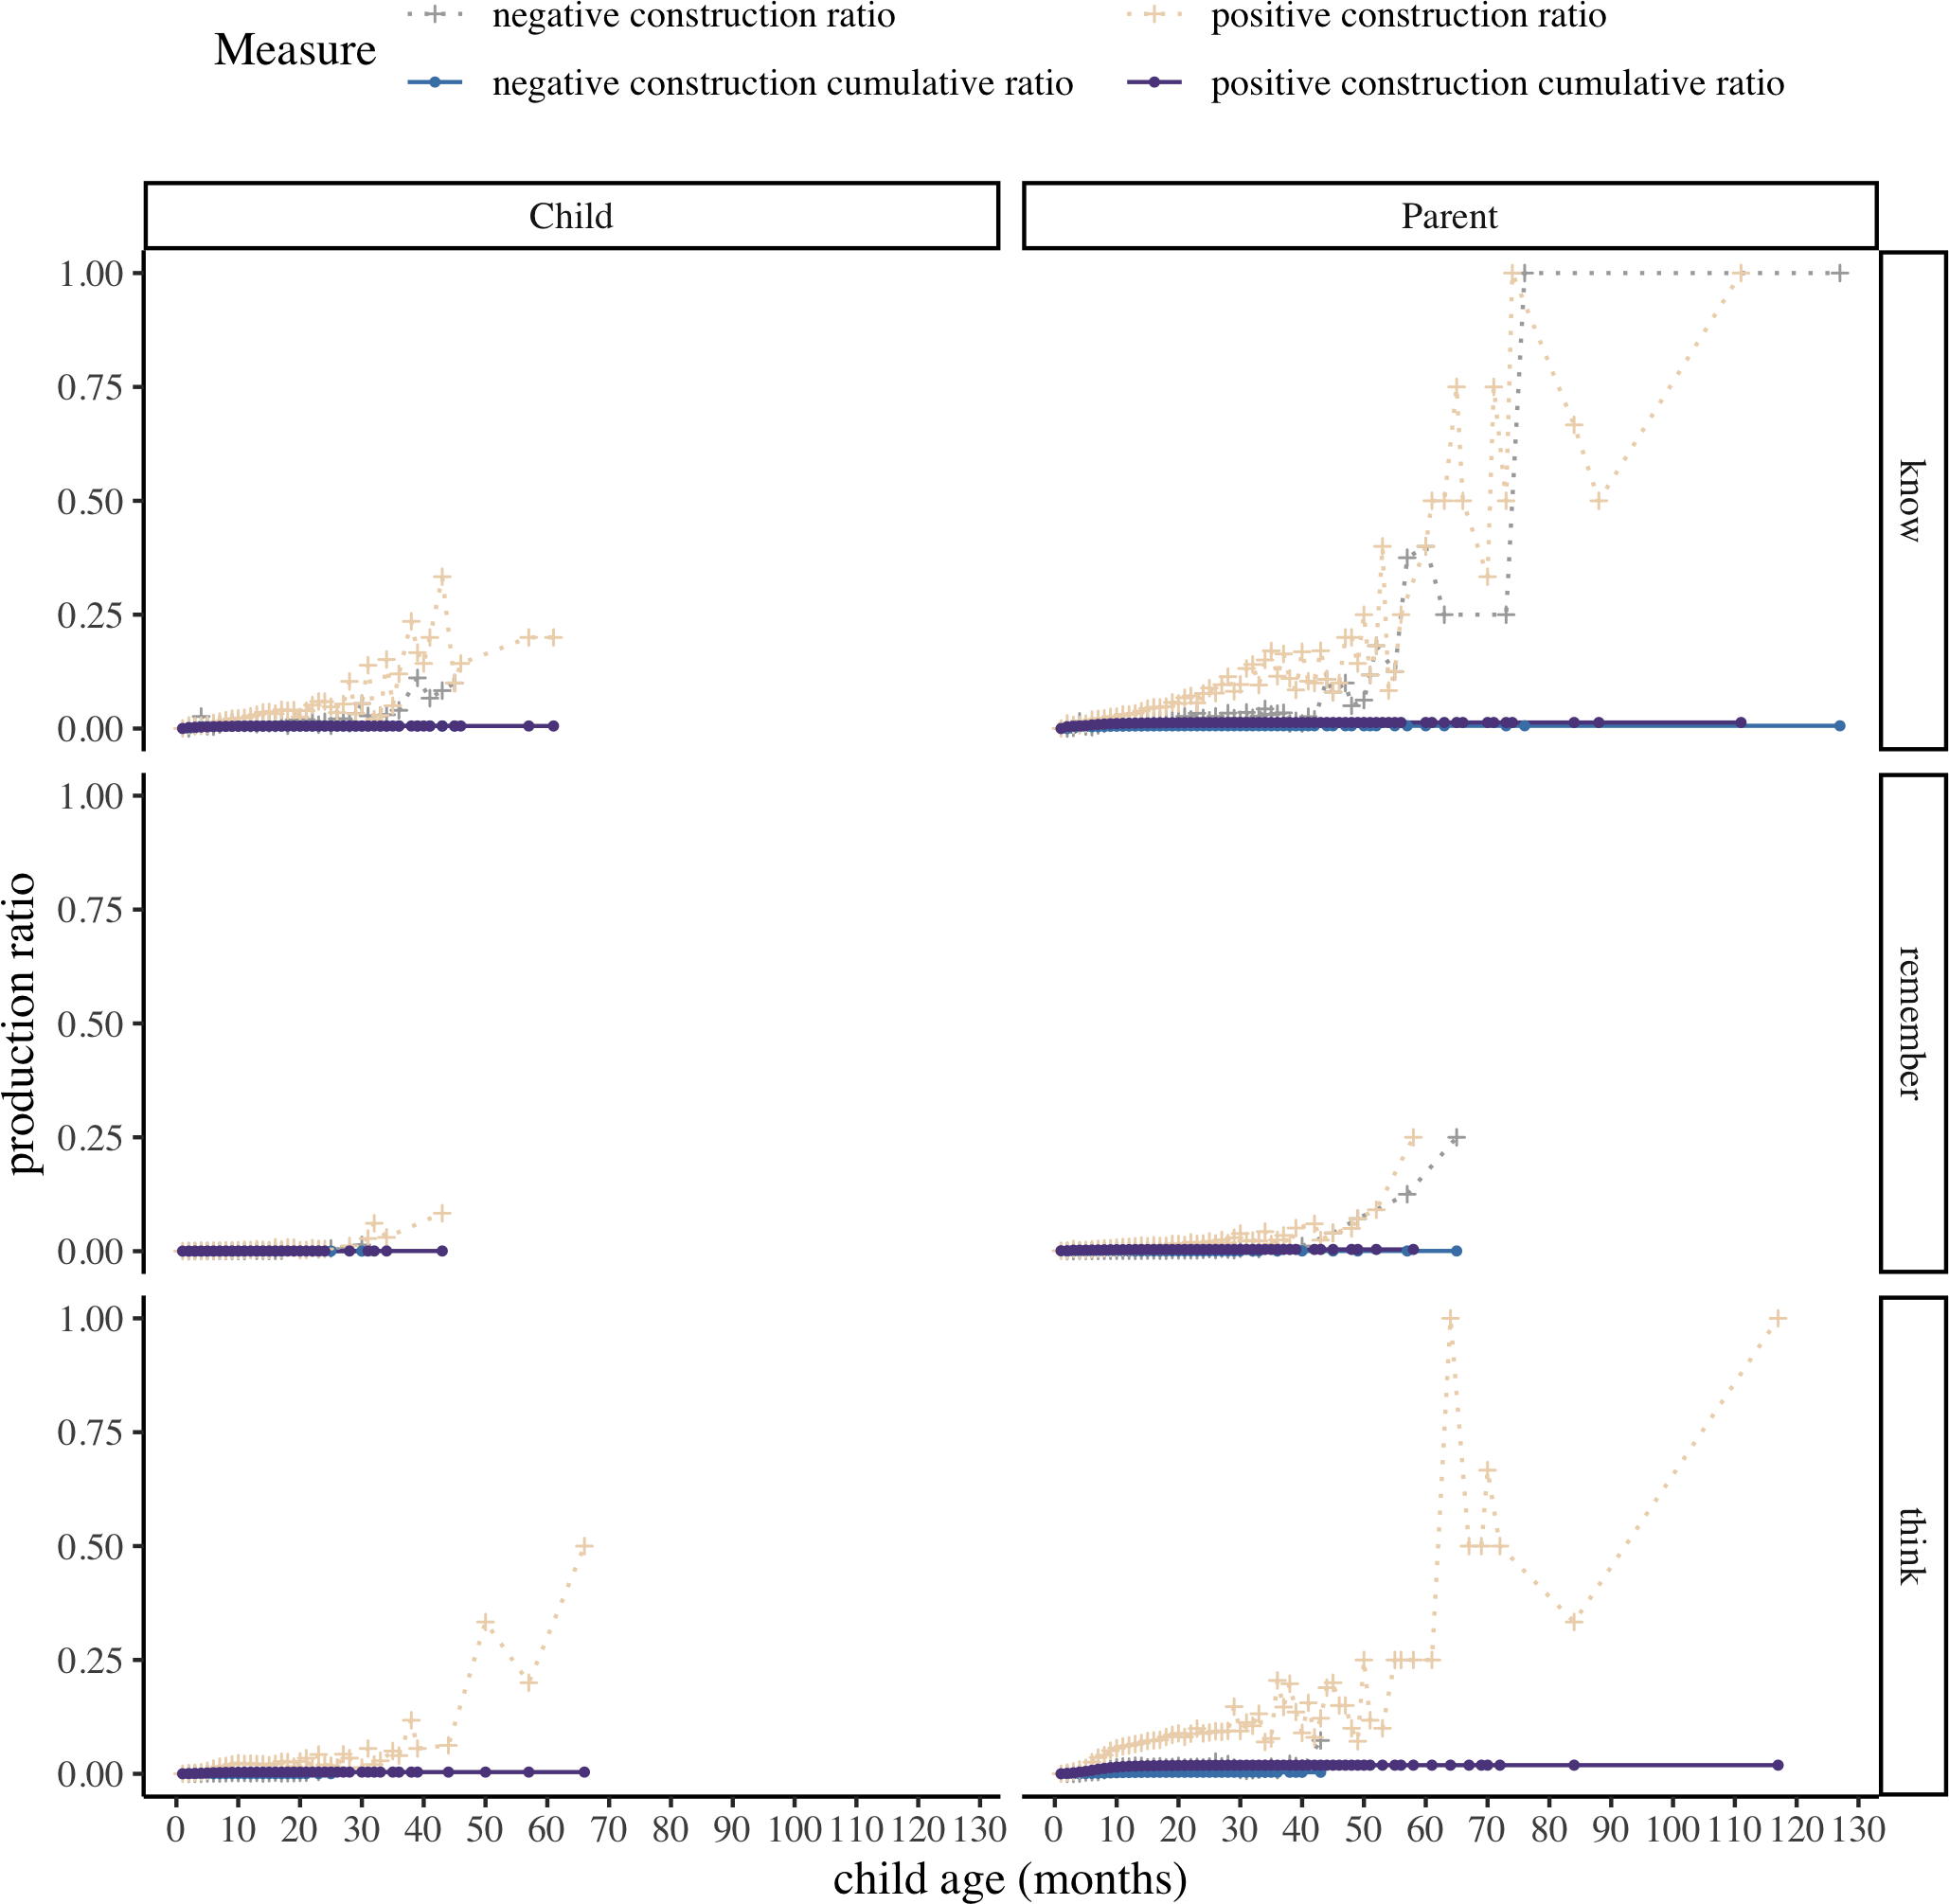 Measure
negative construction ratio
positive construction ratio
negative construction cumulative ratio
positive construction cumulative ratio
Child
Parent
1.00
0.75
0.50
0.25
0.00
know
1.00
0.75
0.50
0.25
0.00
remember
1.00
0.75
0.50
0.25
0.00
think
production ratio
0 10 20 30 40 50 60 70 80 90 100 110 120 130
0 10 20 30 40 50 60 70 80 90 100 110 120 130
child age (months)